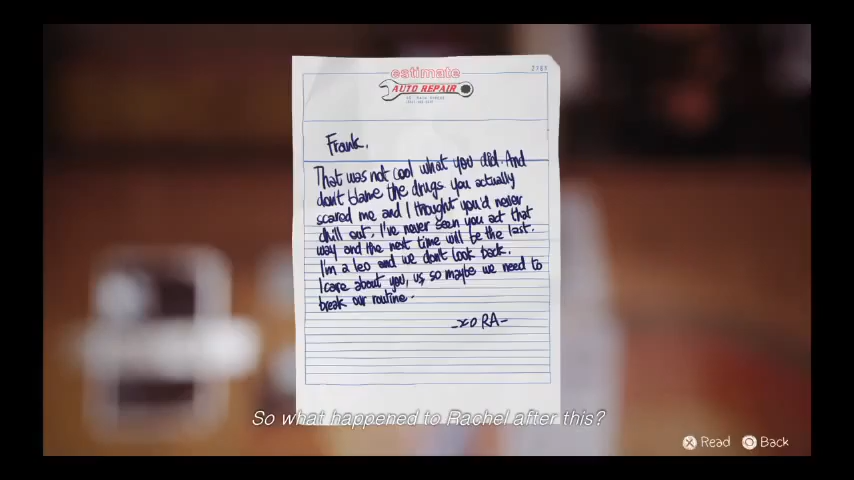 estimate
AUTO REPAIR
Frank,
That was not cool what you did. And
don't blame the drugs. you actually
scared me and I thought you'd never
chill out. I've never seen you act that
way and the next time will be the last.
I'm a leo and we don't look back.
I care about you, us, so maybe we need to
break our routine.
-xo RA-
So what happened to Rachel after this?
Read
Back